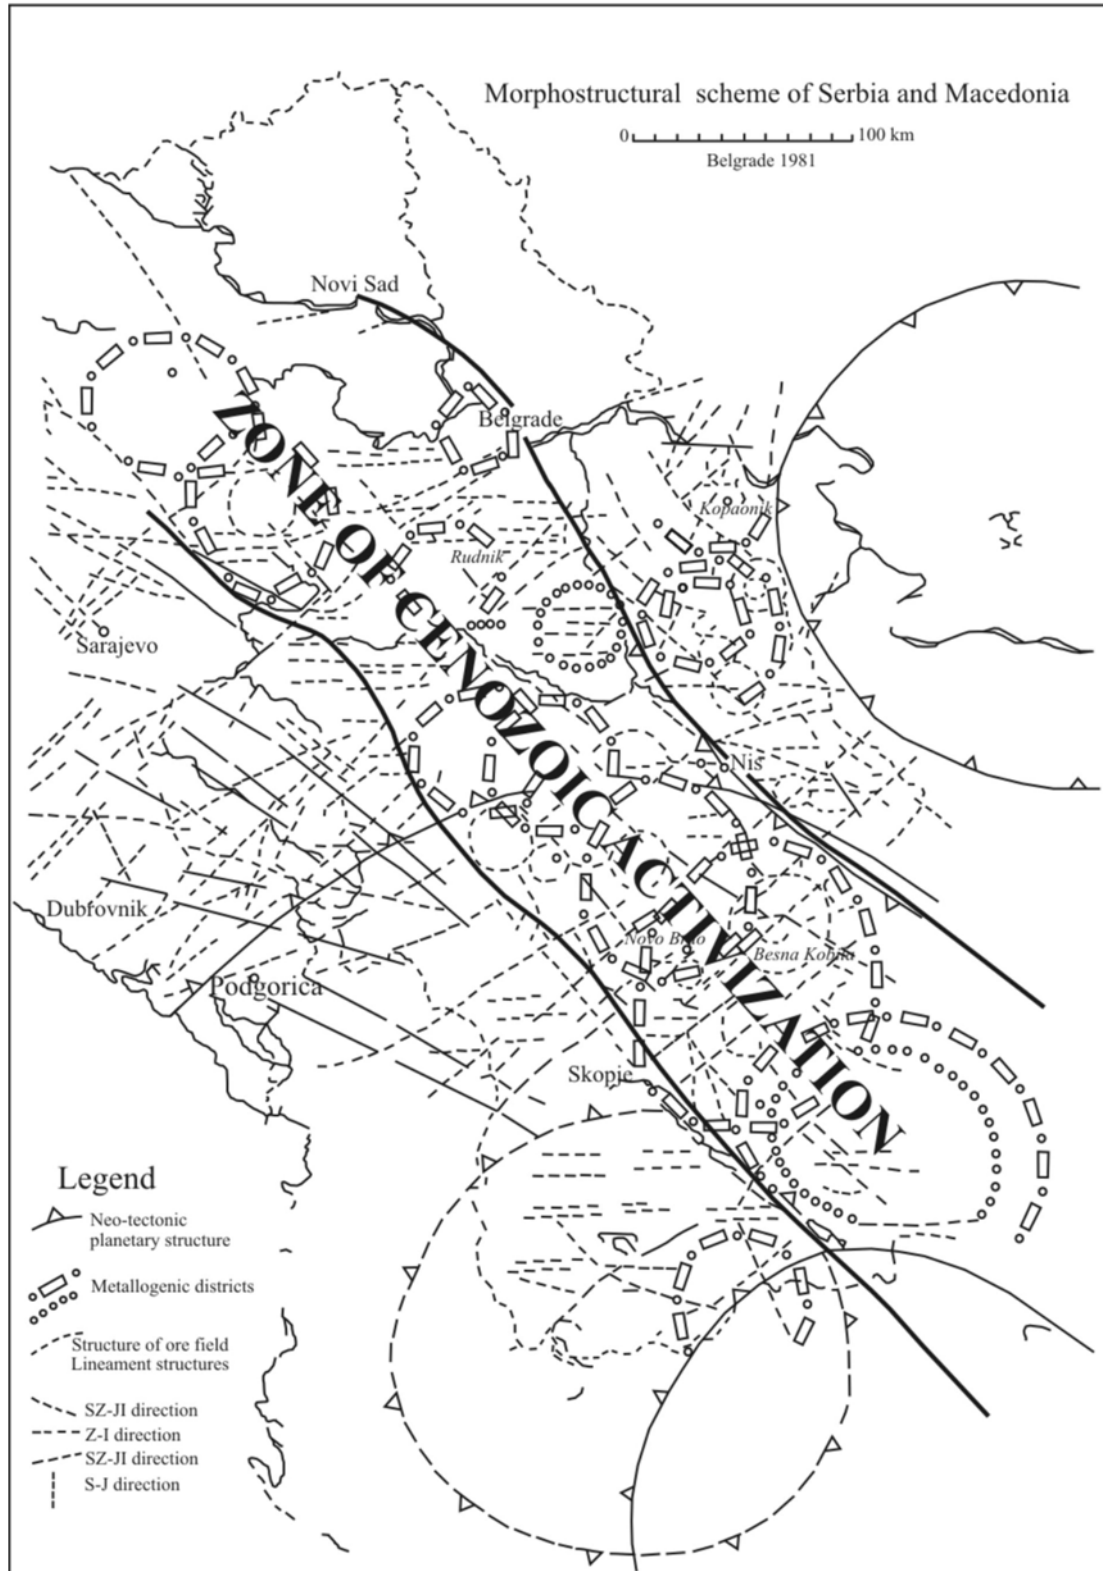 Morphostructural scheme of Serbia and Macedonia
0 100 km
Belgrade 1981
Novi Sad
Belgrade
Kopaonik
Rudnik
Sarajevo
Nis
Dubrovnik
Novo Brdo
Besna Kobila
Podgorica
Skopje
ZONE OF CENOZOIC ACTIVIZATION
Legend
Neo-tectonic
planetary structure
Metallogenic districts
Structure of ore field
Lineament structures
SZ-JI direction
Z-I direction
SZ-JI direction
S-J direction